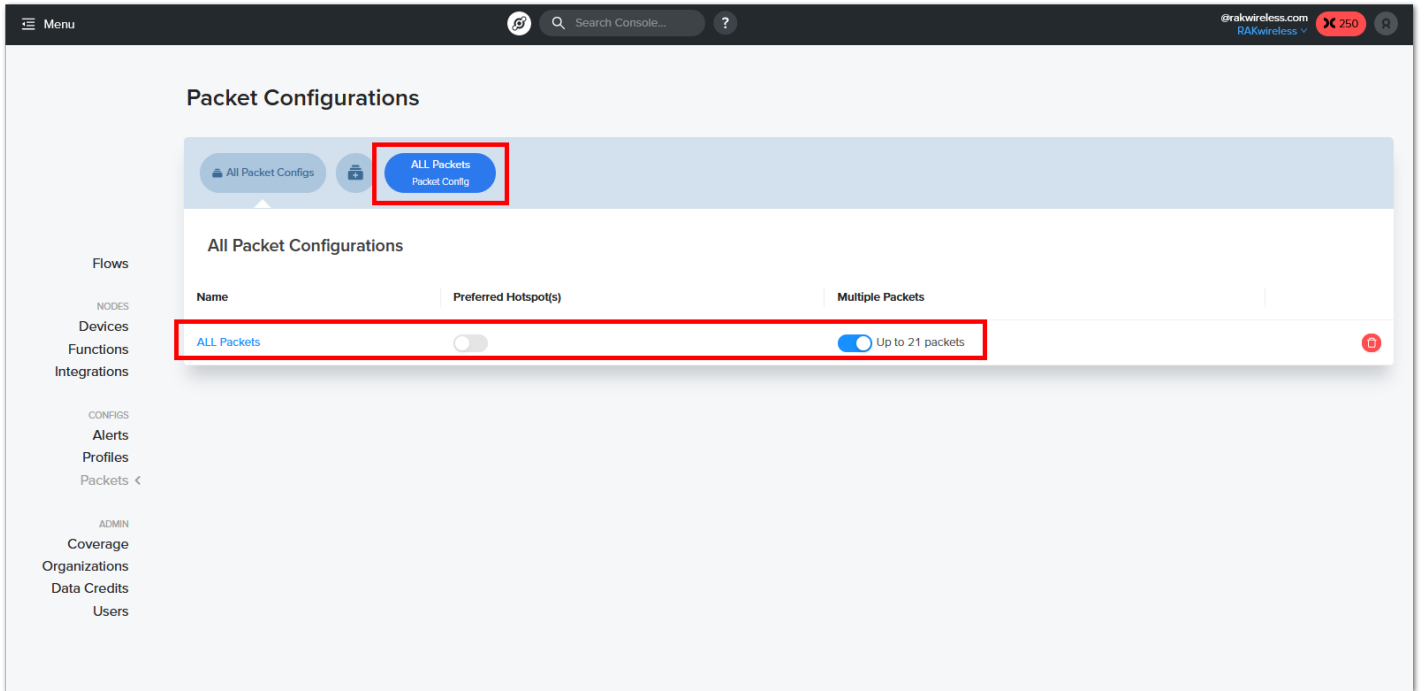 Menu
Search Console...
?
@rakwireless.com
RAKwireless
250
R
Packet Configurations
All Packet Configs
ALL Packets
Packet Config
All Packet Configurations
Name
Preferred Hotspot(s)
Multiple Packets
ALL Packets
Up to 21 packets
Flows
NODES
Devices
Functions
Integrations
CONFIGS
Alerts
Profiles
Packets <
ADMIN
Coverage
Organizations
Data Credits
Users